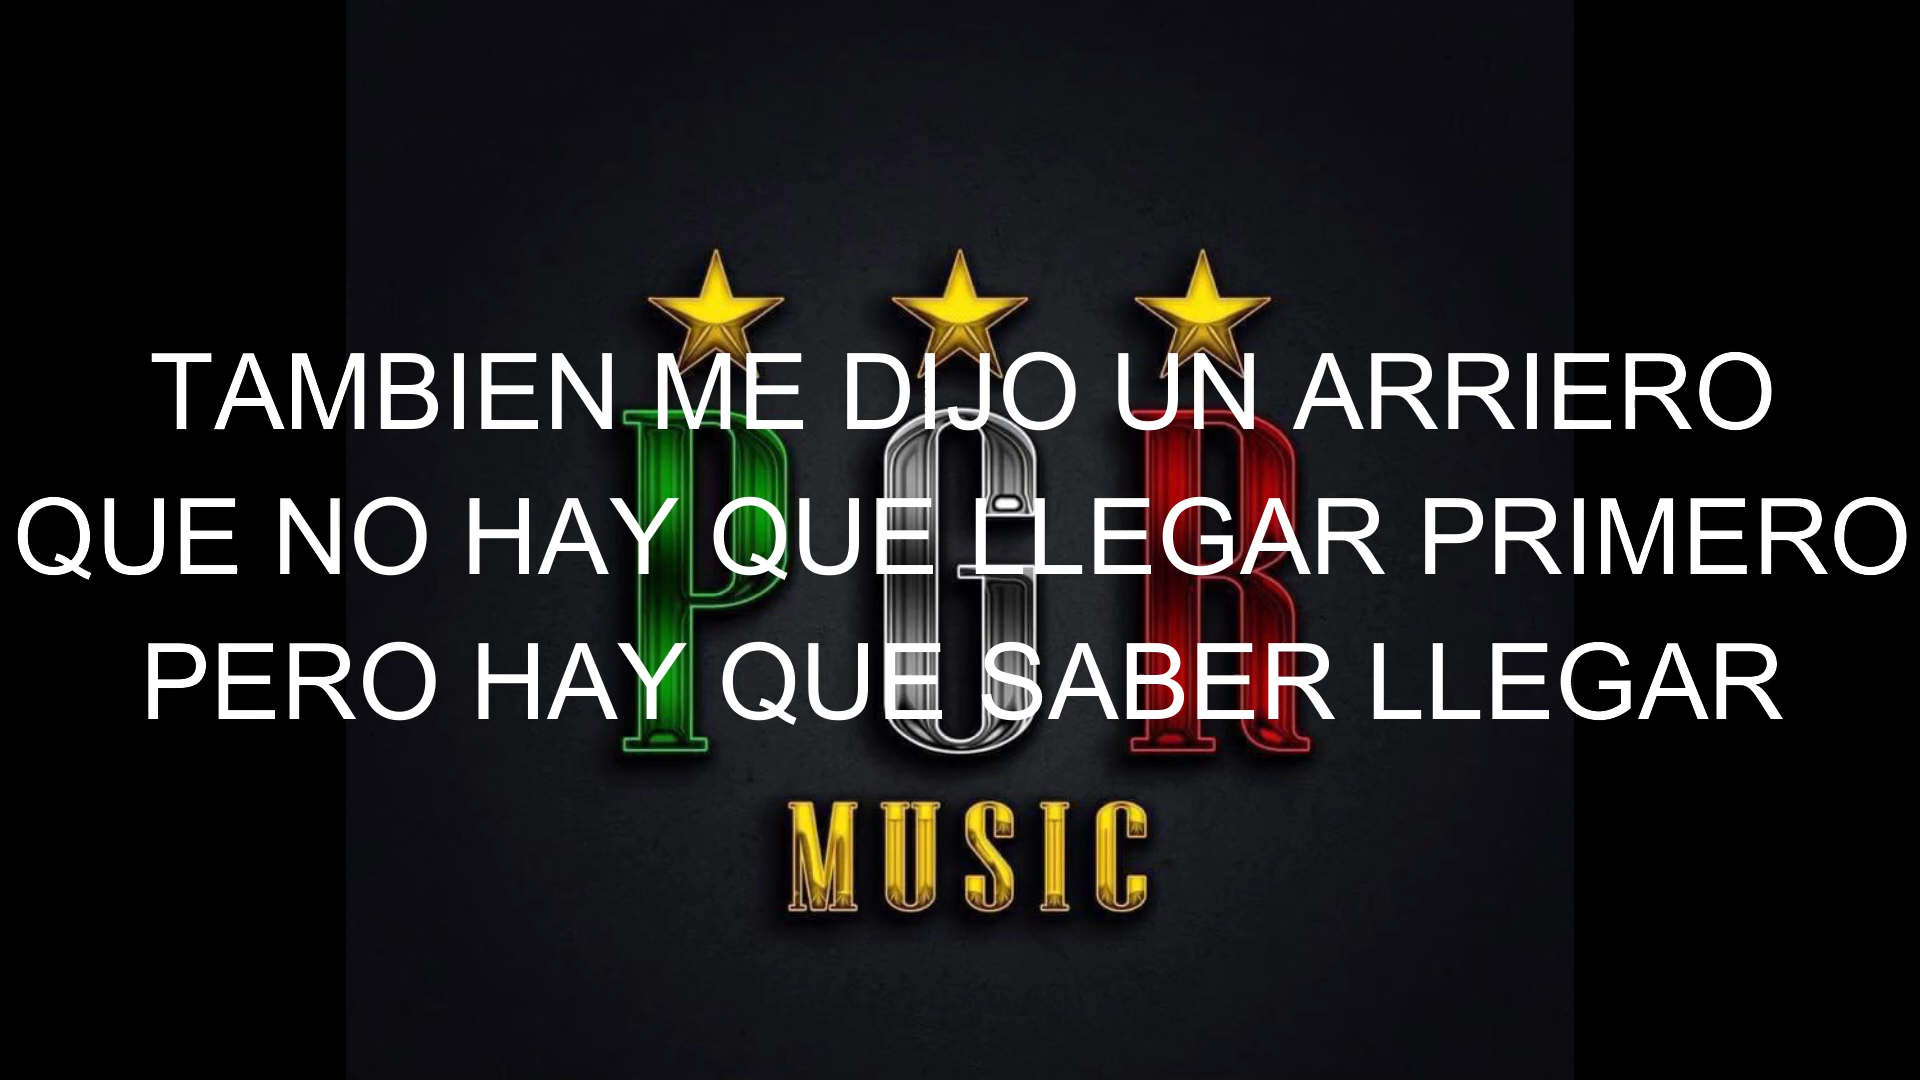 TAMBIEN ME DIJO UN ARRIERO
QUE NO HAY QUE LLEGAR PRIMERO
PERO HAY QUE SABER LLEGAR
PGR
MUSIC